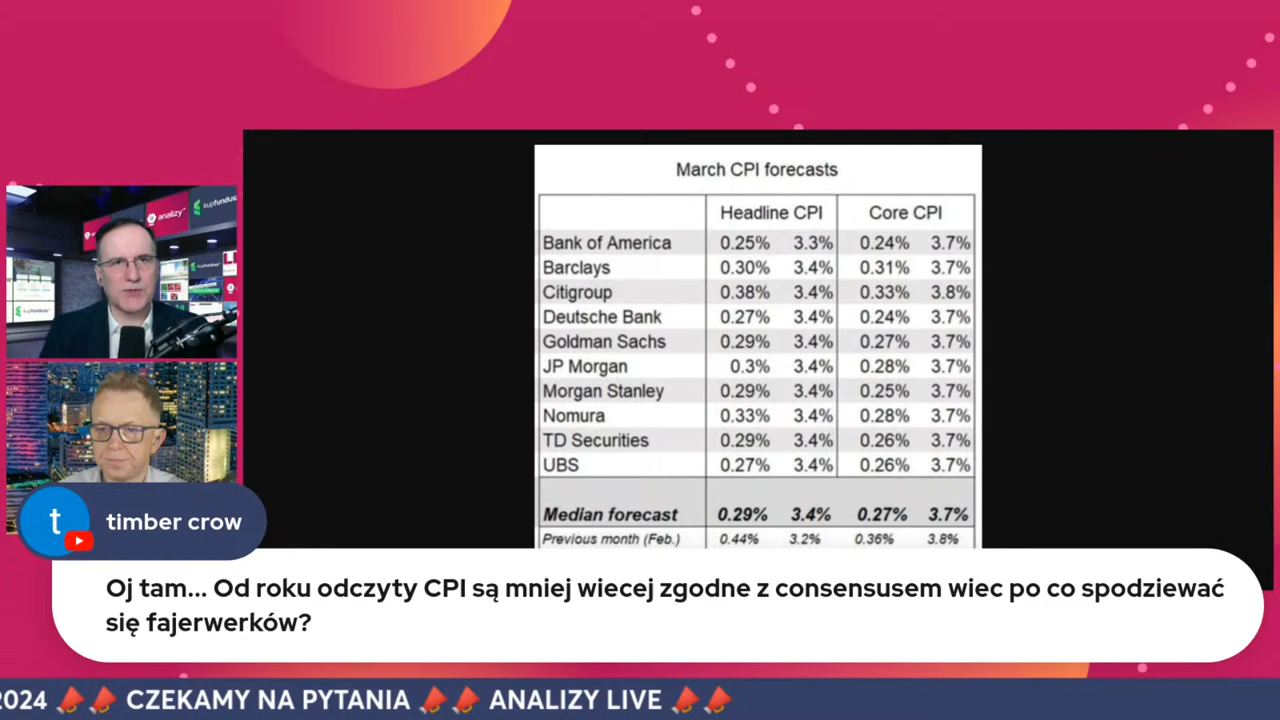 March CPI forecasts
Headline CPI Core CPI
Bank of America 0.25% 3.3% 0.24% 3.7%
Barclays 0.30% 3.4% 0.31% 3.7%
Citigroup 0.38% 3.4% 0.33% 3.8%
Deutsche Bank 0.27% 3.4% 0.24% 3.7%
Goldman Sachs 0.29% 3.4% 0.27% 3.7%
JP Morgan 0.3% 3.4% 0.28% 3.7%
Morgan Stanley 0.29% 3.4% 0.25% 3.7%
Nomura 0.33% 3.4% 0.28% 3.7%
TD Securities 0.29% 3.4% 0.26% 3.7%
UBS 0.27% 3.4% 0.26% 3.7%
Median forecast 0.29% 3.4% 0.27% 3.7%
Previous month (Feb.) 0.44% 3.2% 0.36% 3.8%
kupfundusz
analizy
t
timber crow
Oj tam... Od roku odczyty CPI są mniej wiecej zgodne z consensusem wiec po co spodziewać
się fajerwerków?
2024 CZEKAMY NA PYTANIA ANALIZY LIVE